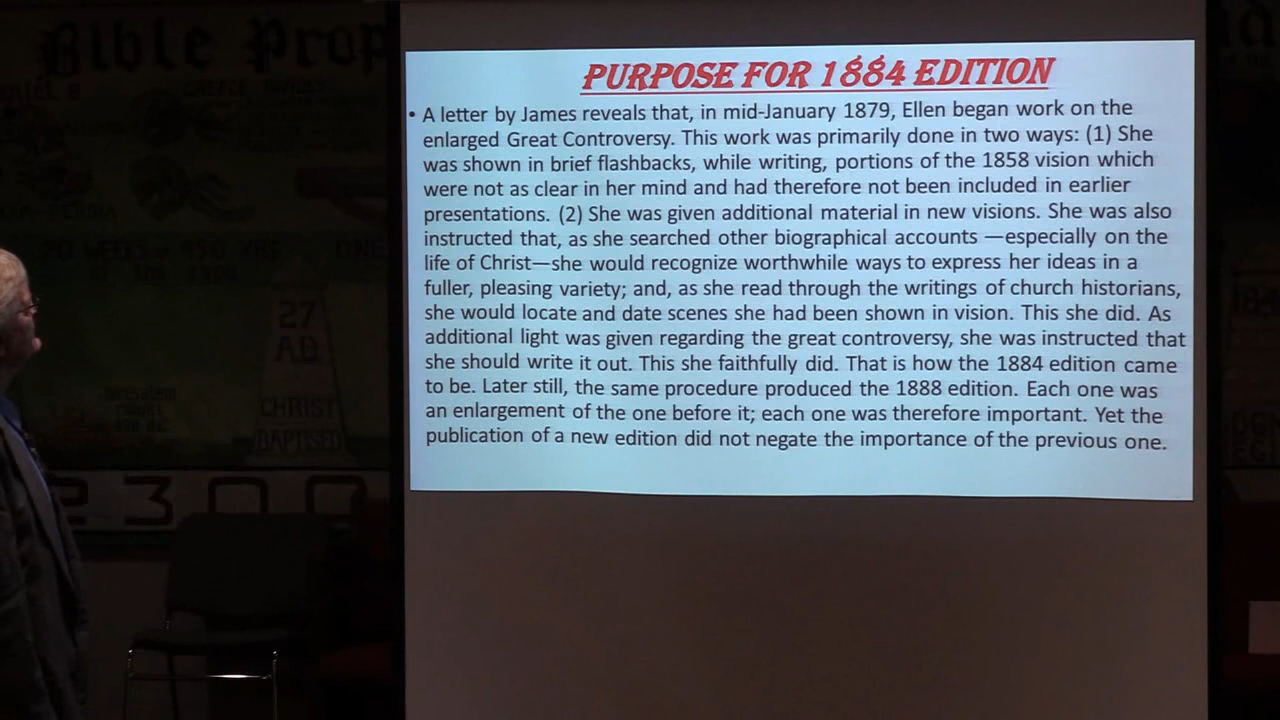 Bible Prop
PURPOSE FOR 1884 EDITION
• A letter by James reveals that, in mid-January 1879, Ellen began work on the
enlarged Great Controversy. This work was primarily done in two ways: (1) She
was shown in brief flashbacks, while writing, portions of the 1858 vision which
were not as clear in her mind and had therefore not been included in earlier
presentations. (2) She was given additional material in new visions. She was also
instructed that, as she searched other biographical accounts —especially on the
life of Christ—she would recognize worthwhile ways to express her ideas in a
fuller, pleasing variety; and, as she read through the writings of church historians,
she would locate and date scenes she had been shown in vision. This she did. As
additional light was given regarding the great controversy, she was instructed that
she should write it out. This she faithfully did. That is how the 1884 edition came
to be. Later still, the same procedure produced the 1888 edition. Each one was
an enlargement of the one before it; each one was therefore important. Yet the
publication of a new edition did not negate the importance of the previous one.
27
AD
CHRIST
BAPTISED
2300